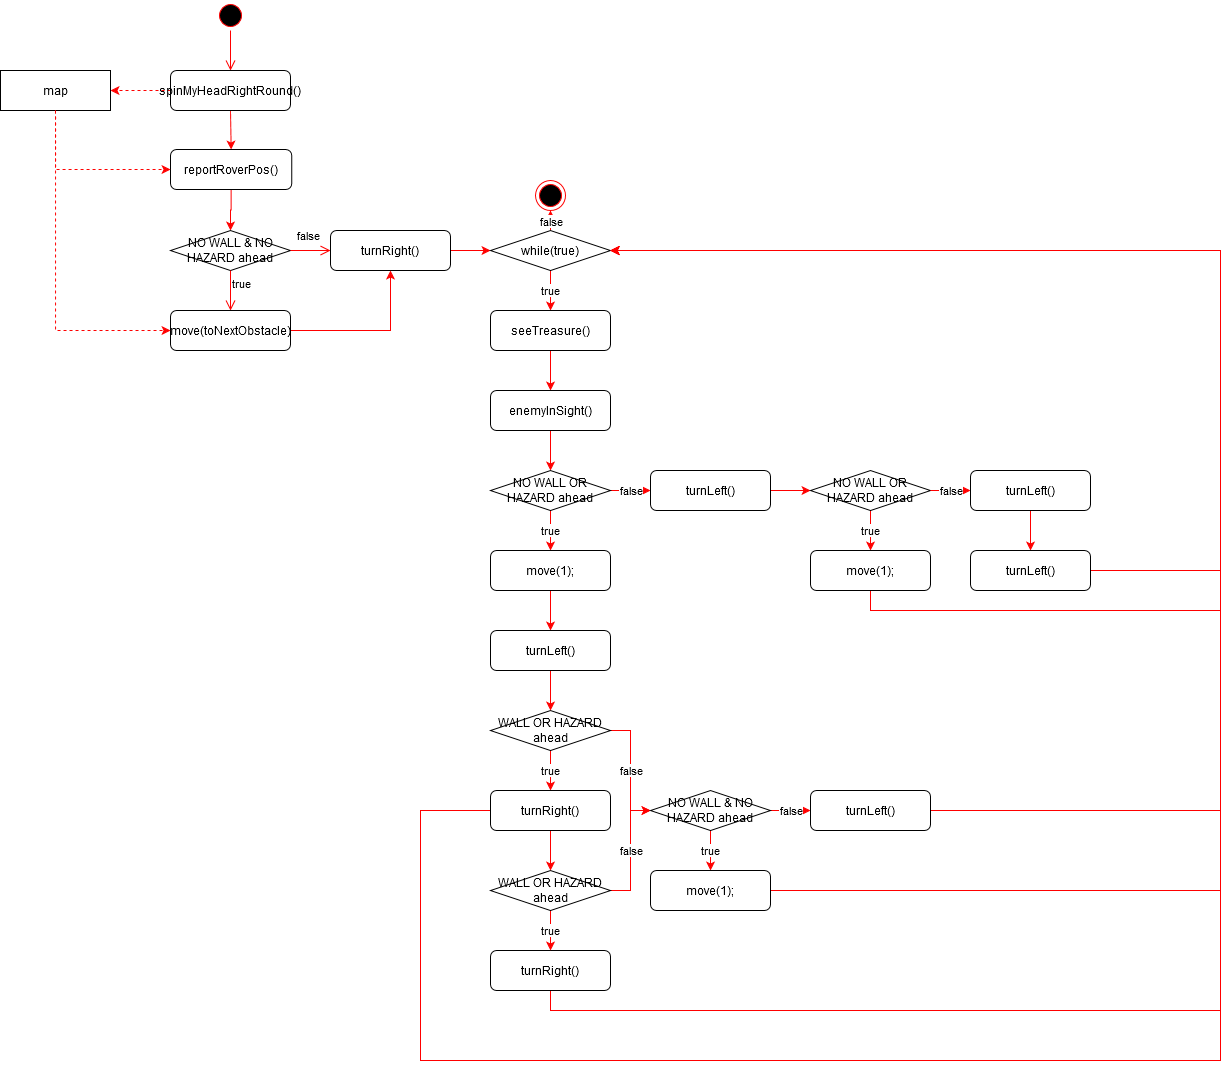 map
spinMyHeadRightRound()
reportRoverPos()
NO WALL & NO
HAZARD ahead
false
turnRight()
true
move(toNextObstacle)
false
while(true)
true
seeTreasure()
enemyInSight()
NO WALL OR
HAZARD ahead
false
turnLeft()
NO WALL OR
HAZARD ahead
false
turnLeft()
true
true
move(1);
move(1);
turnLeft()
turnLeft()
WALL OR HAZARD
ahead
true
false
turnRight()
NO WALL & NO
HAZARD ahead
false
turnLeft()
false
true
WALL OR HAZARD
ahead
move(1);
true
turnRight()